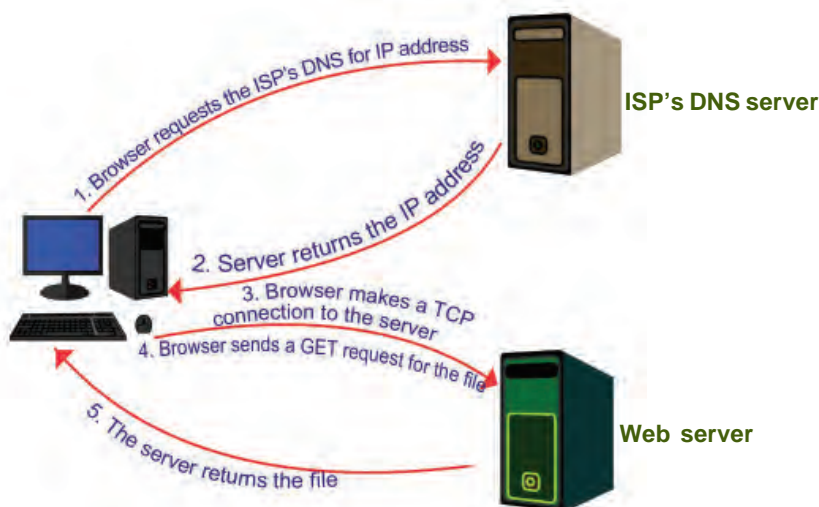 1. Browser requests the ISP's DNS for IP address
ISP's DNS server
2. Server returns the IP address
3. Browser makes a TCP
connection to the server
4. Browser sends a GET request for the file
Web server
5. The server returns the file